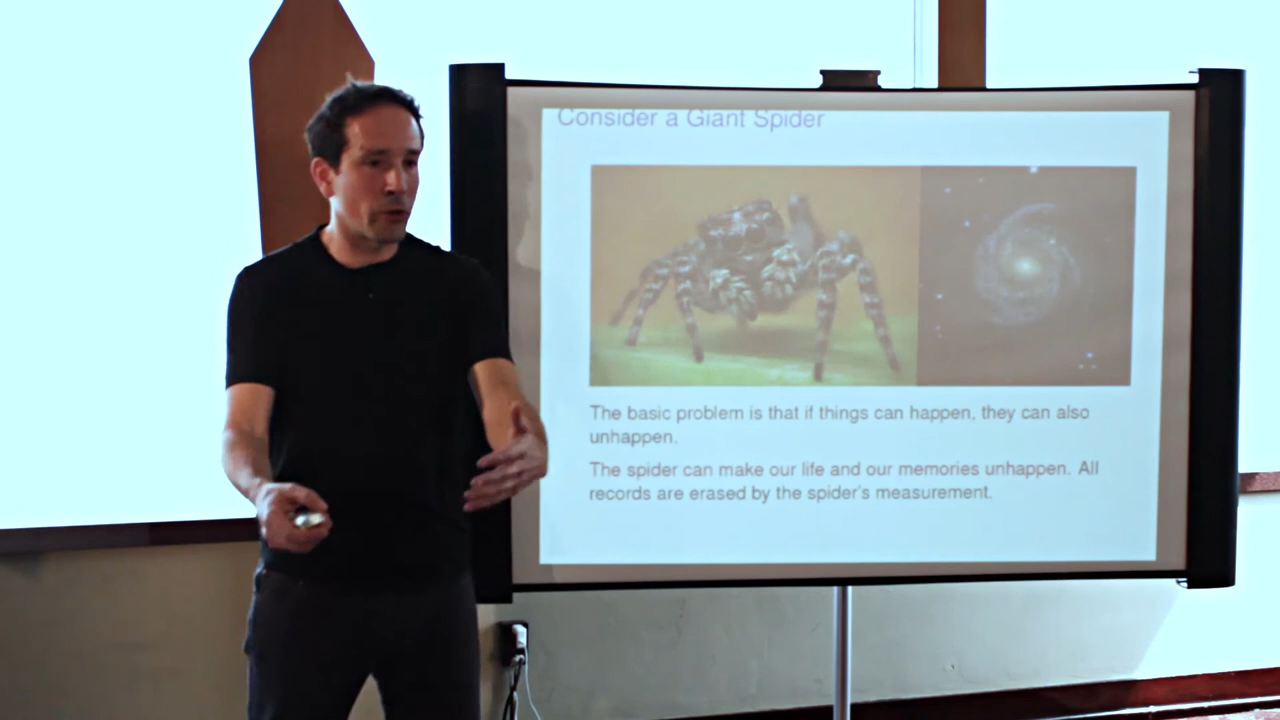 Consider a Giant Spider
The basic problem is that if things can happen, they can also
unhappen.
The spider can make our life and our memories unhappen. All
records are erased by the spider's measurement.